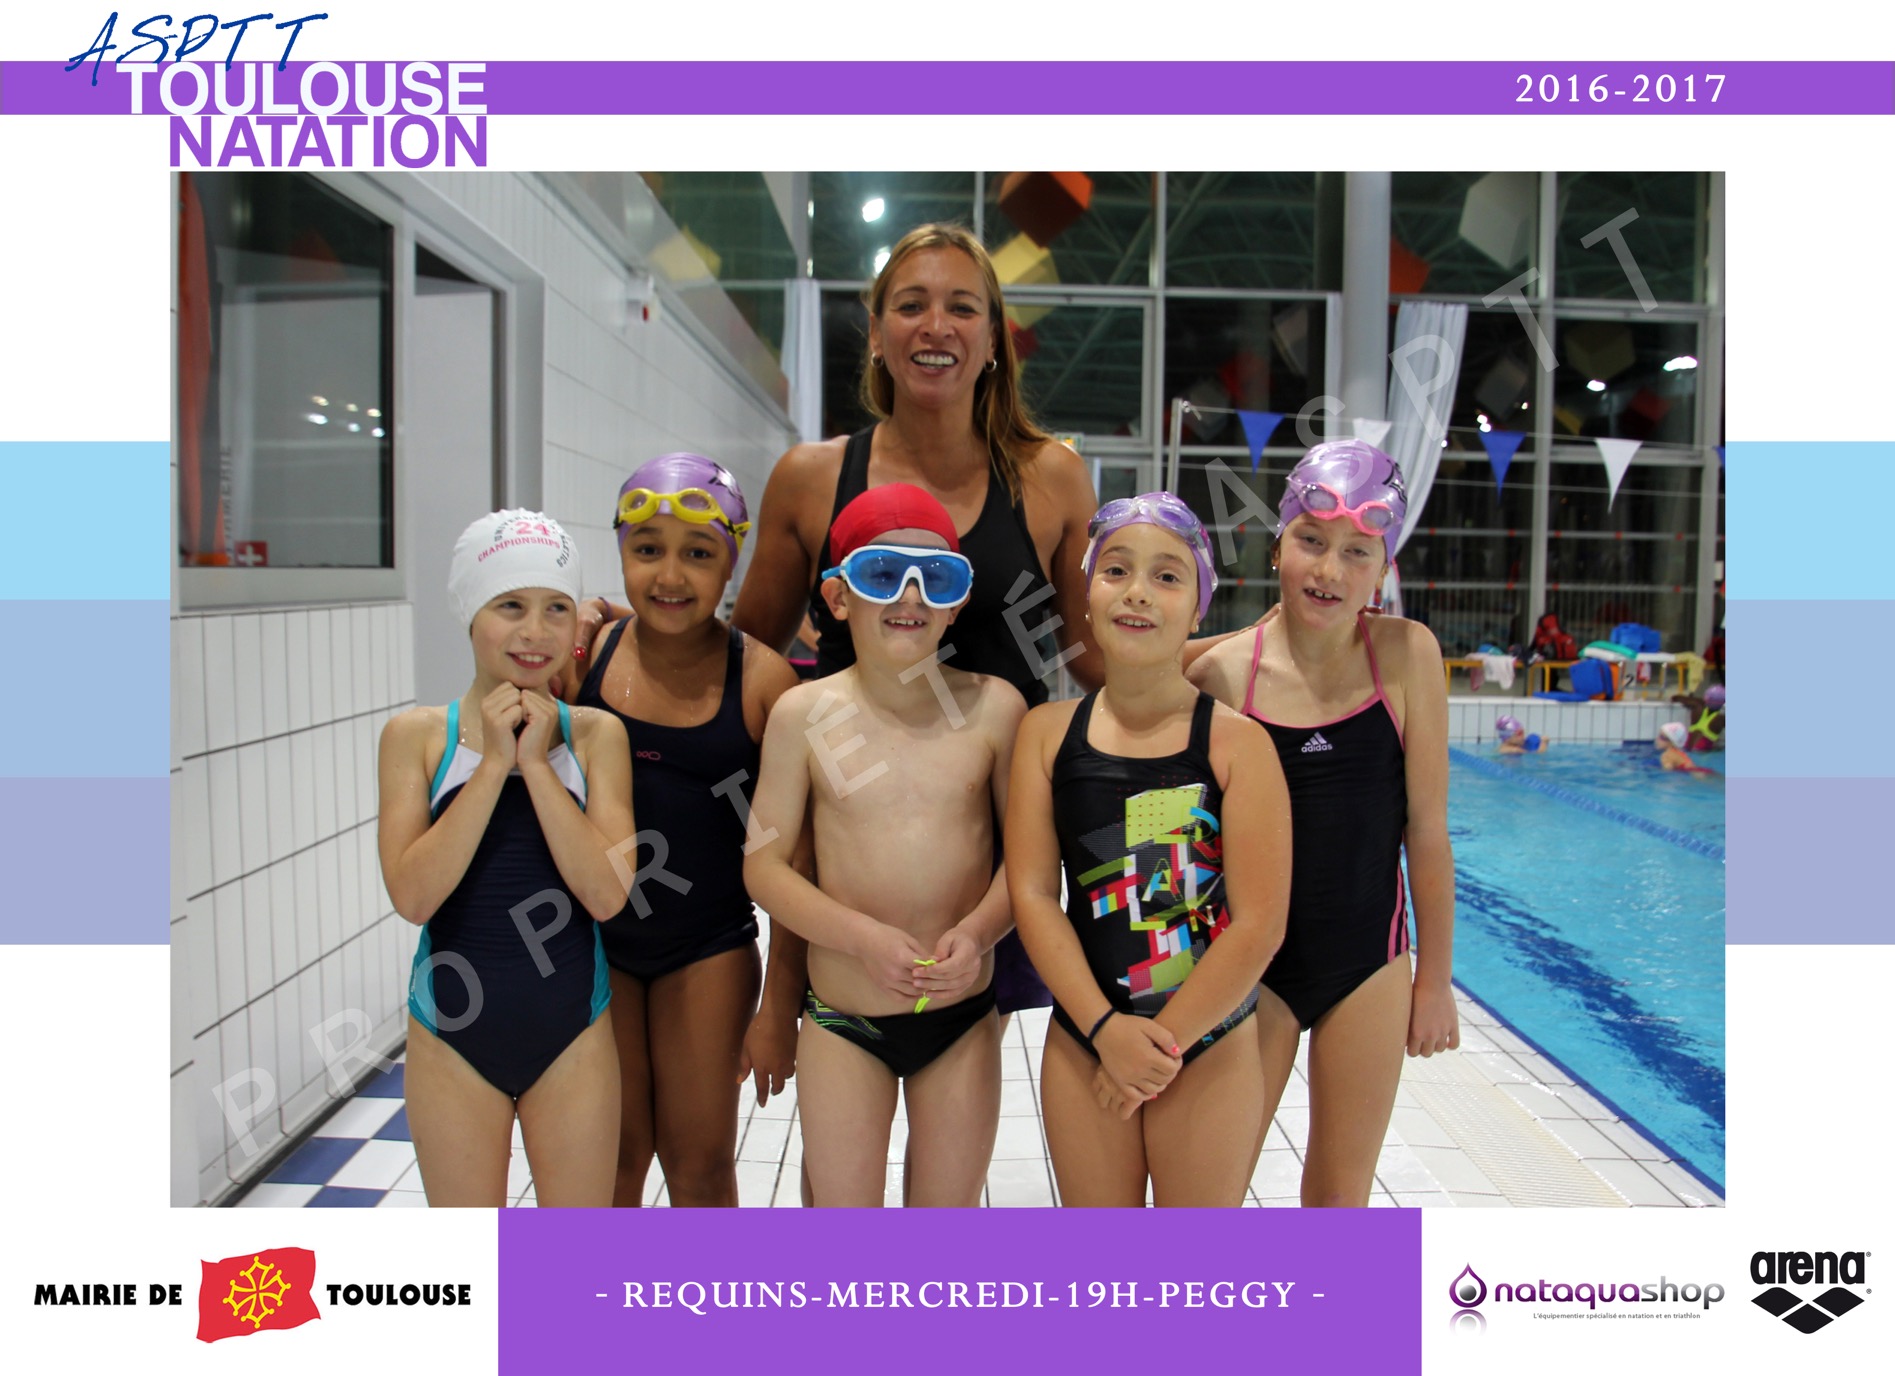 ASPTT
TOULOUSE
NATATION
2016-2017
24
CHAMPIONSHIPS
adidas
PROPRIÉTÉ ASPTT
MAIRIE DE TOULOUSE
- REQUINS-MERCREDI-19H-PEGGY -
nataquashop
L'équipementier spécialisé en natation et en triathlon
arena